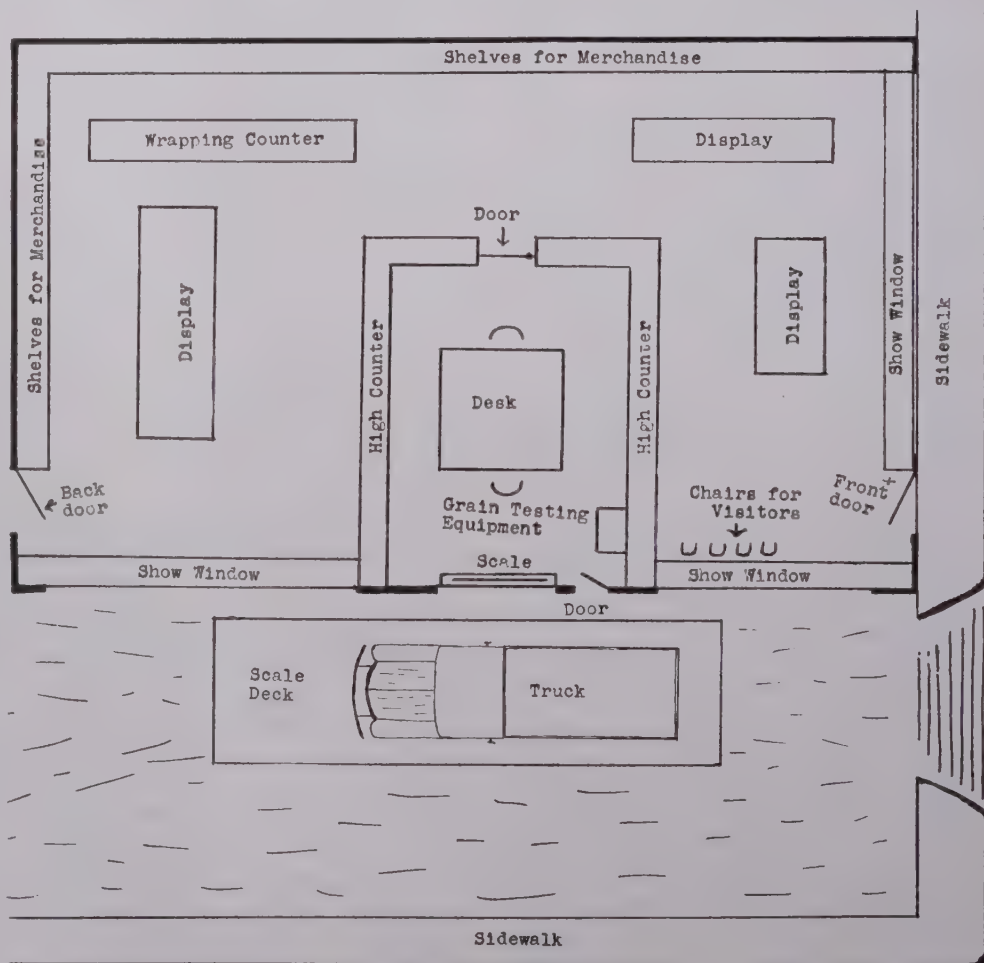 Shelves for Merchandise
Wrapping Counter
Display
Door
Shelves for Merchandise
Display
High Counter
Desk
High Counter
Display
Show Window
Sidewalk
Back
door
Grain Testing
Equipment
Chairs for
Visitors
Front
door
Scale
Show Window
Show Window
Door
Scale
Deck
Truck
Sidewalk